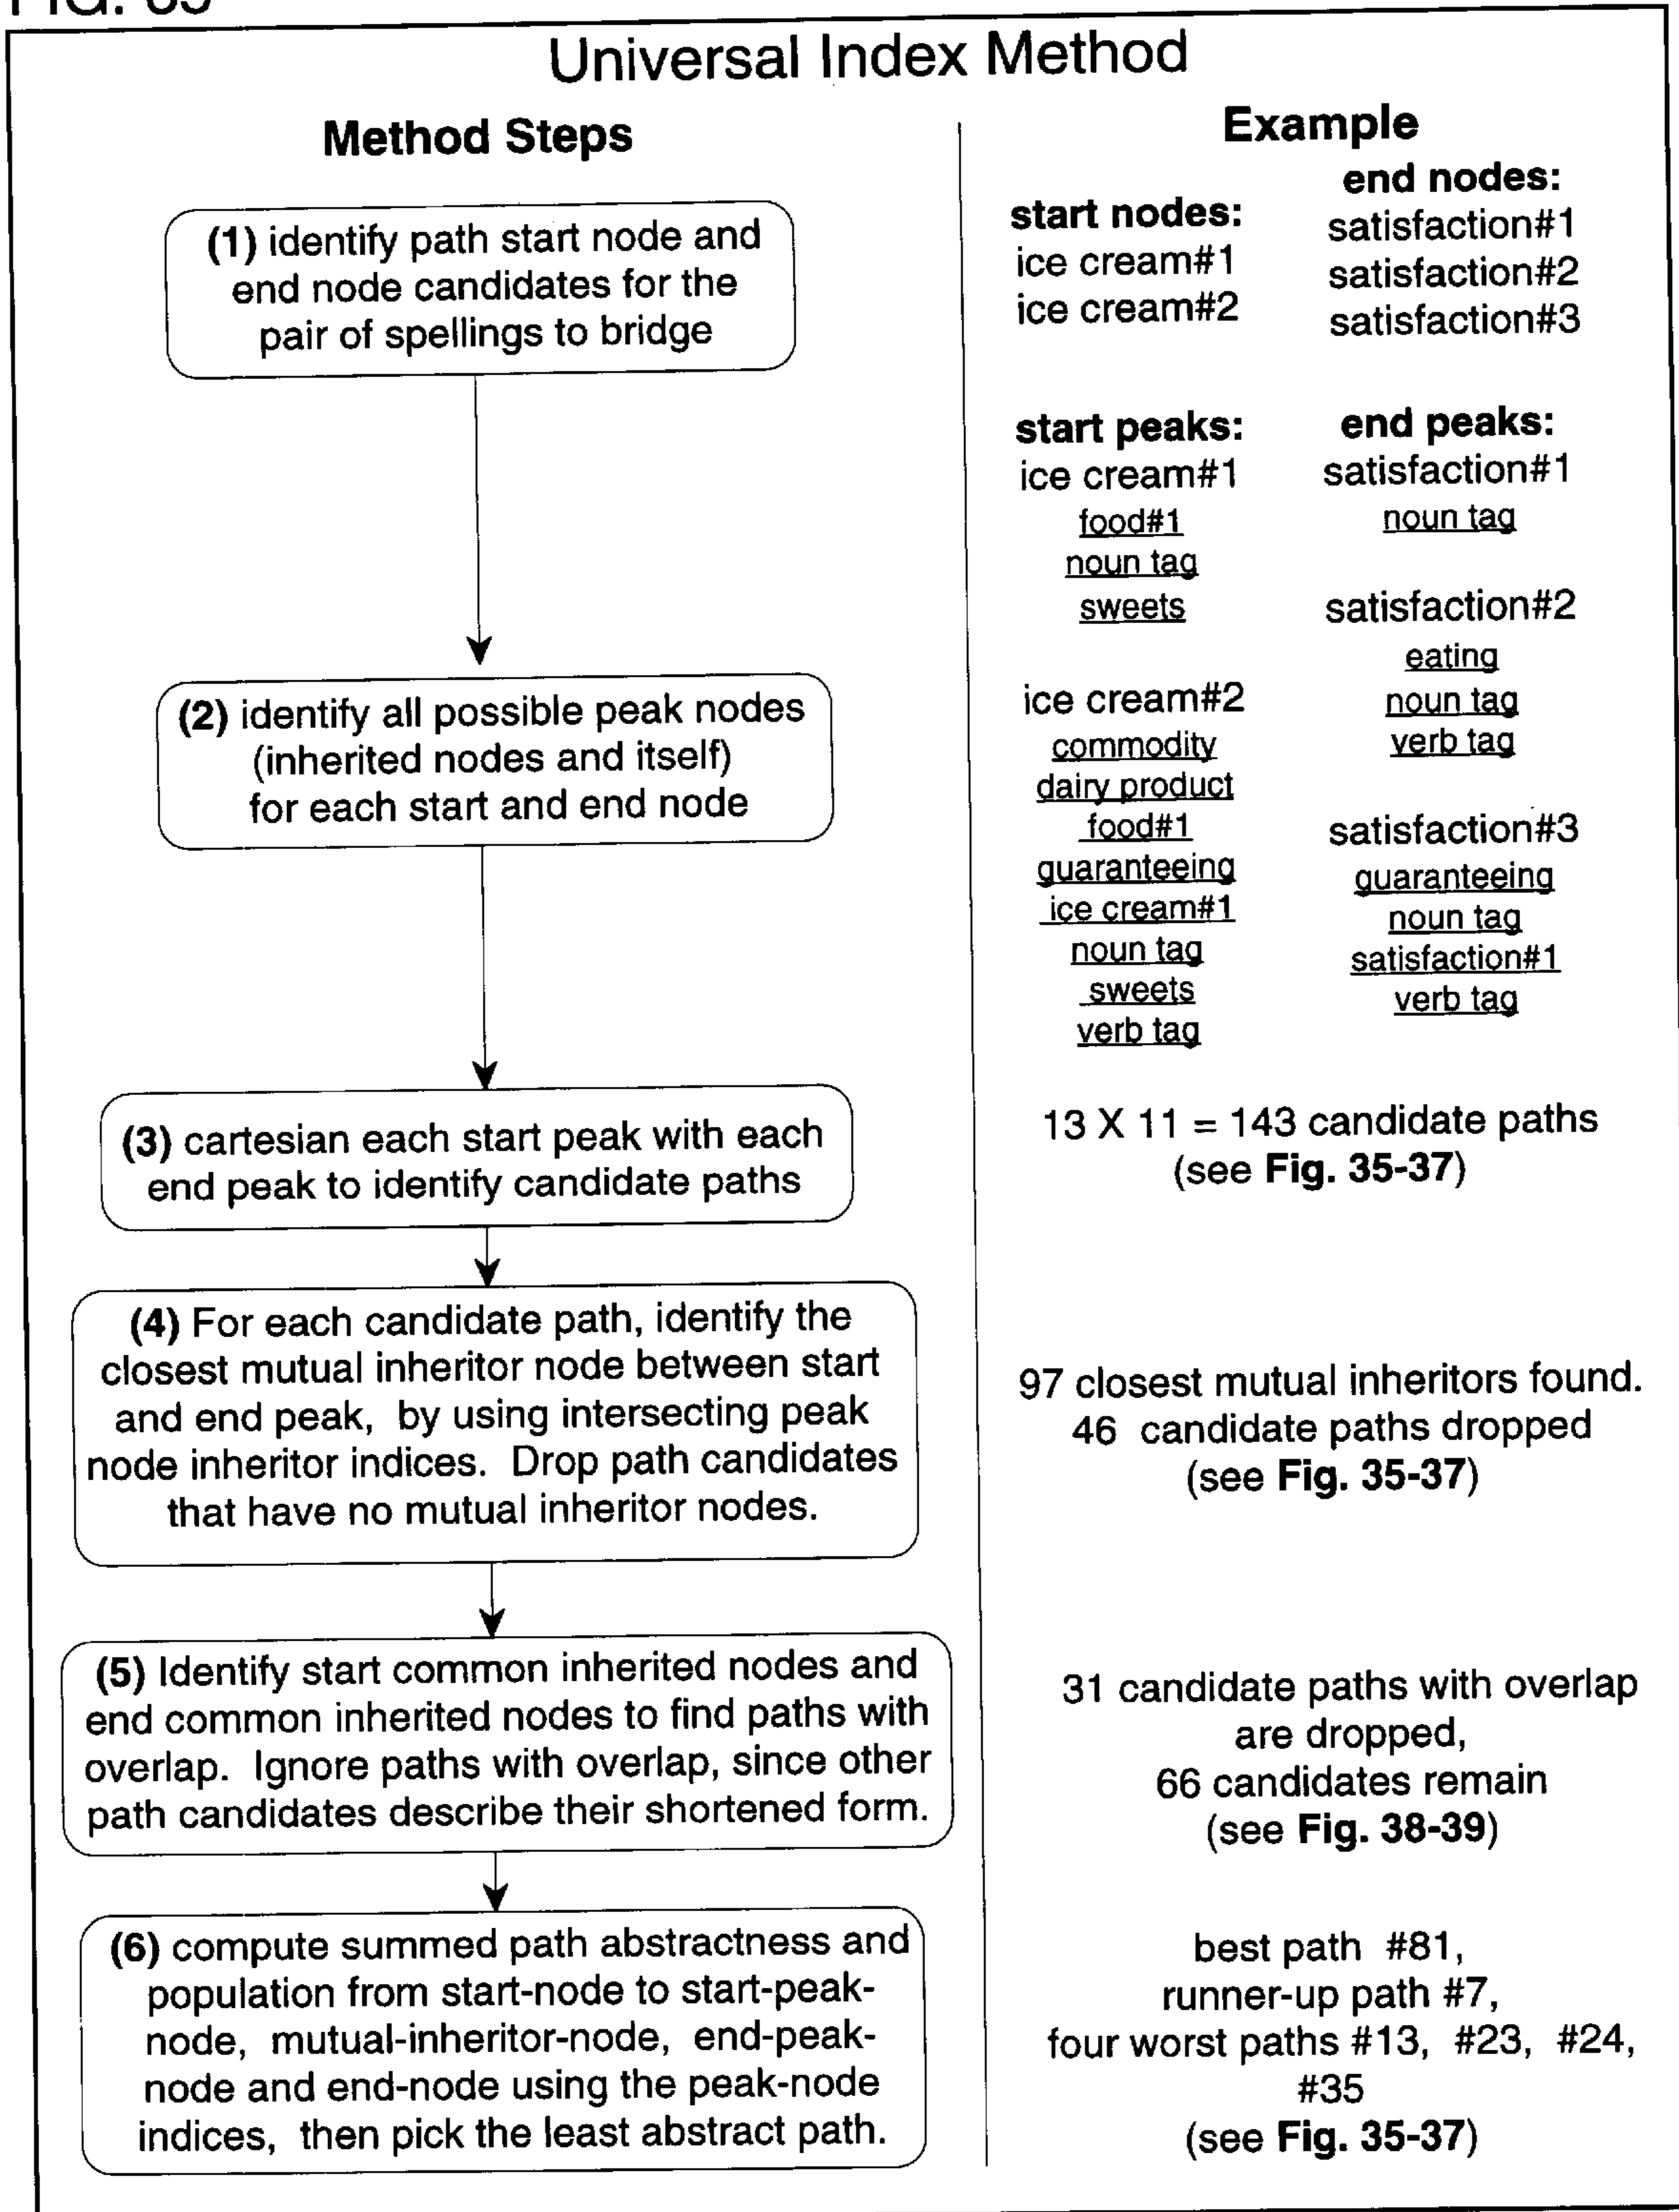 Universal Index Method
Method Steps
(1) identify path start node and
end node candidates for the
pair of spellings to bridge
(2) identify all possible peak nodes
(inherited nodes and itself)
for each start and end node
(3) cartesian each start peak with each
end peak to identify candidate paths
(4) For each candidate path, identify the
closest mutual inheritor node between start
and end peak, by using intersecting peak
node inheritor indices. Drop path candidates
that have no mutual inheritor nodes.
(5) Identify start common inherited nodes and
end common inherited nodes to find paths with
overlap. Ignore paths with overlap, since other
path candidates describe their shortened form.
(6) compute summed path abstractness and
population from start-node to start-peak-
node, mutual-inheritor-node, end-peak-
node and end-node using the peak-node
indices, then pick the least abstract path.
Example
start nodes:
ice cream#1
ice cream#2
end nodes:
satisfaction#1
satisfaction#2
satisfaction#3
start peaks:
ice cream#1
food#1
noun tag
sweets
ice cream#2
commodity
dairy product
food#1
guaranteeing
ice cream#1
noun tag
sweets
verb tag
end peaks:
satisfaction#1
noun tag
satisfaction#2
eating
noun tag
verb tag
satisfaction#3
guaranteeing
noun tag
satisfaction#1
verb tag
13 X 11 = 143 candidate paths
(see Fig. 35-37)
97 closest mutual inheritors found.
46 candidate paths dropped
(see Fig. 35-37)
31 candidate paths with overlap
are dropped,
66 candidates remain
(see Fig. 38-39)
best path #81,
runner-up path #7,
four worst paths #13, #23, #24,
#35
(see Fig. 35-37)